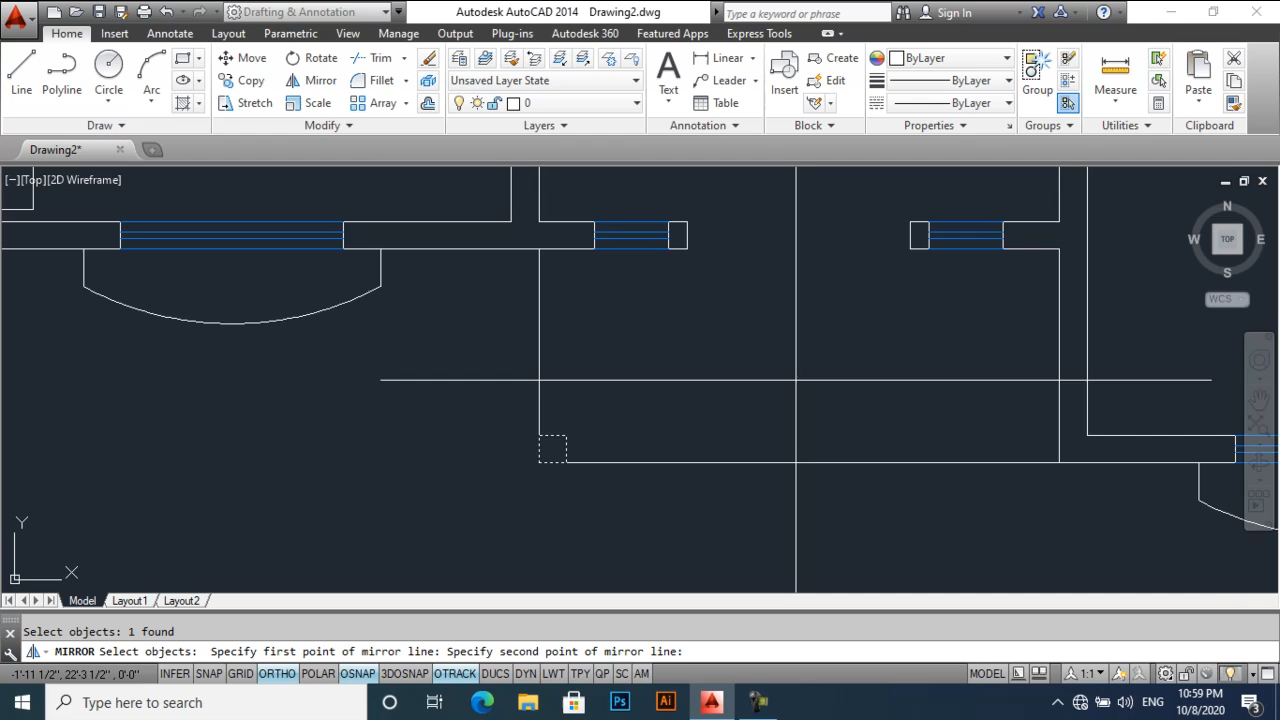 Drafting & Annotation
Autodesk AutoCAD 2014 Drawing2.dwg
Type a keyword or phrase
Sign In
Home Insert Annotate Layout Parametric View Manage Output Plug-ins Autodesk 360 Featured Apps Express Tools
Line
Polyline
Circle
Arc
Draw
Move
Rotate
Trim
Copy
Mirror
Fillet
Stretch
Scale
Array
Modify
Unsaved Layer State
0
Layers
Text
Linear
Leader
Table
Annotation
Insert
Create
Edit
Block
ByLayer
ByLayer
ByLayer
Properties
Group
Groups
Measure
Utilities
Paste
Clipboard
Drawing2*
[−][Top][2D Wireframe]
N
W TOP E
S
WCS
Y
X
Model Layout1 Layout2
Select objects: 1 found
MIRROR Select objects: Specify first point of mirror line: Specify second point of mirror line:
-1'-11 1/2", 22'-3 1/2", 0'-0"
INFER SNAP GRID ORTHO POLAR OSNAP 3DOSNAP OTRACK DUCS DYN LWT TPY QP SC AM
MODEL
1:1
Type here to search
Ps
Ai
ENG
10:59 PM
10/8/2020
3